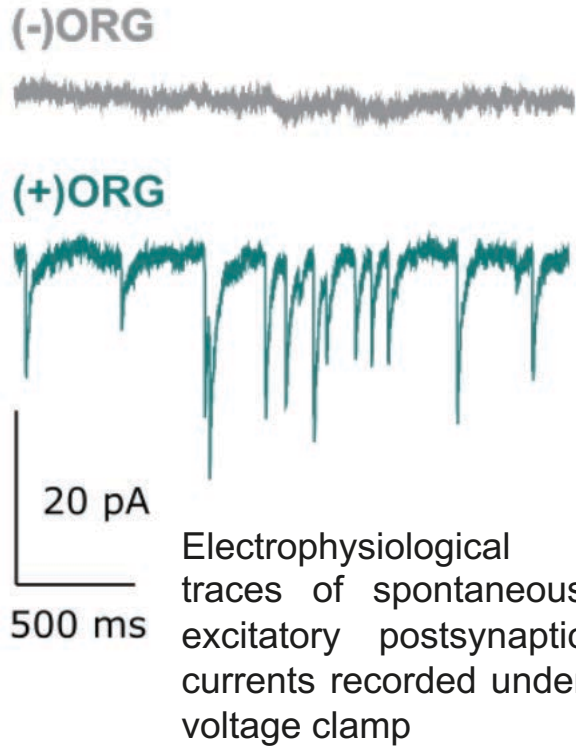 (-)ORG
(+)ORG
20 pA
500 ms
Electrophysiological
traces of spontaneous
excitatory postsynaptic
currents recorded under
voltage clamp